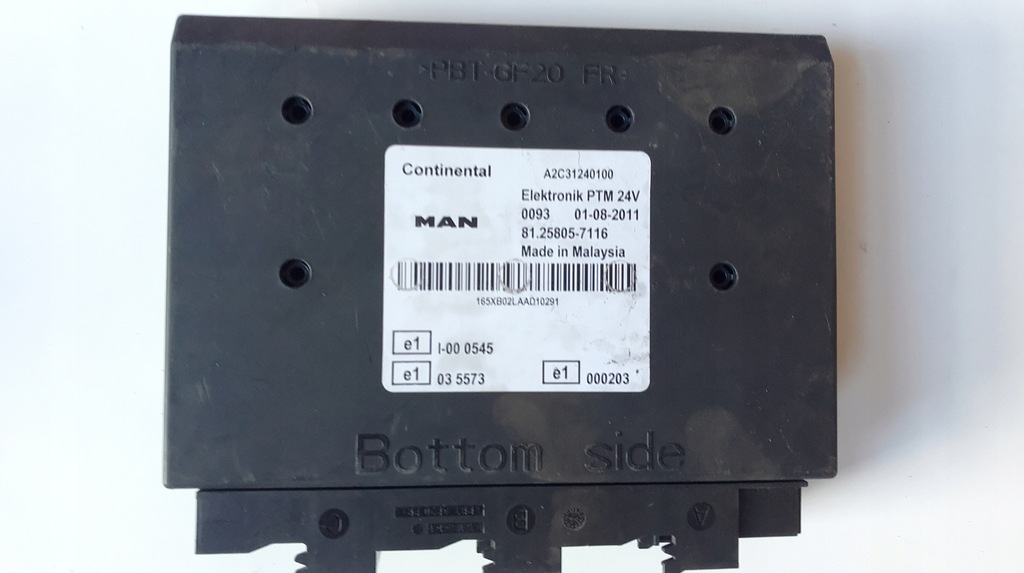 >PBT-GF20 FR<
Continental A2C31240100
Elektronik PTM 24V
MAN 0093 01-08-2011
81.25805-7116
Made in Malaysia
165XB02LAAD10291
e1 I-00 0545
e1 03 5573 e1 000203
Bottom side
C B A